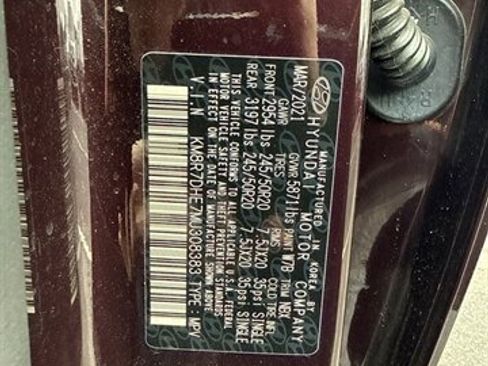 MANUFACTURED IN KOREA BY
HYUNDAI MOTOR COMPANY
MAR/2021 GVWR 5871lbs PAINT W7B TRIM NBX
GAWR TIRES RIMS COLD TIRE INFL
FRONT 2954 lbs 245/50R20 7.5JX20 35psi SINGLE
REAR 3197 lbs 245/50R20 7.5JX20 35psi SINGLE
THIS VEHICLE CONFORMS TO ALL APPLICABLE U.S.A. FEDERAL
MOTOR VEHICLE SAFETY AND THEFT PREVENTION STANDARDS
IN EFFECT ON THE DATE OF MANUFACTURE SHOWN ABOVE
V.I.N KM8R7DHE7MU308383 TYPE : MPV